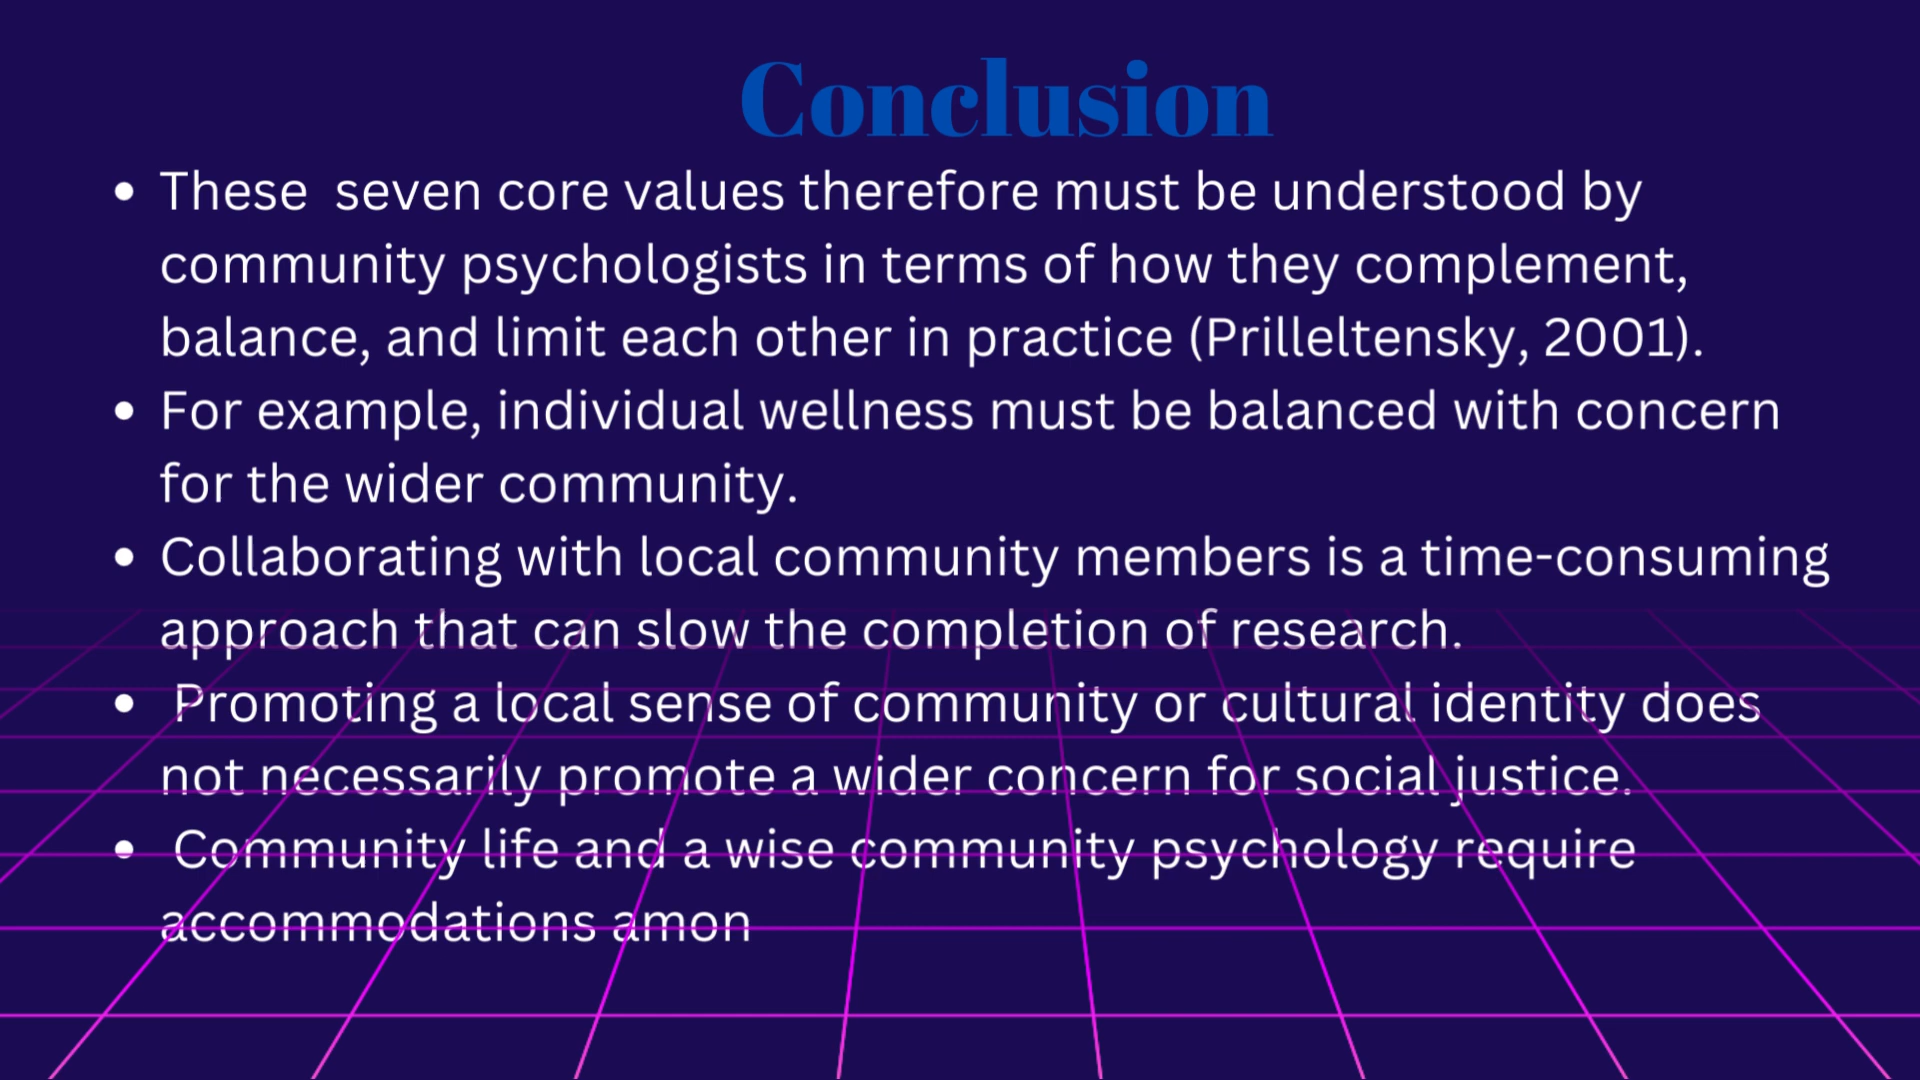 Conclusion
• These  seven core values therefore must be understood by
community psychologists in terms of how they complement,
balance, and limit each other in practice (Prilleltensky, 2001).
• For example, individual wellness must be balanced with concern
for the wider community.
• Collaborating with local community members is a time-consuming
approach that can slow the completion of research.
•  Promoting a local sense of community or cultural identity does
not necessarily promote a wider concern for social justice.
•  Community life and a wise community psychology require
accommodations amon